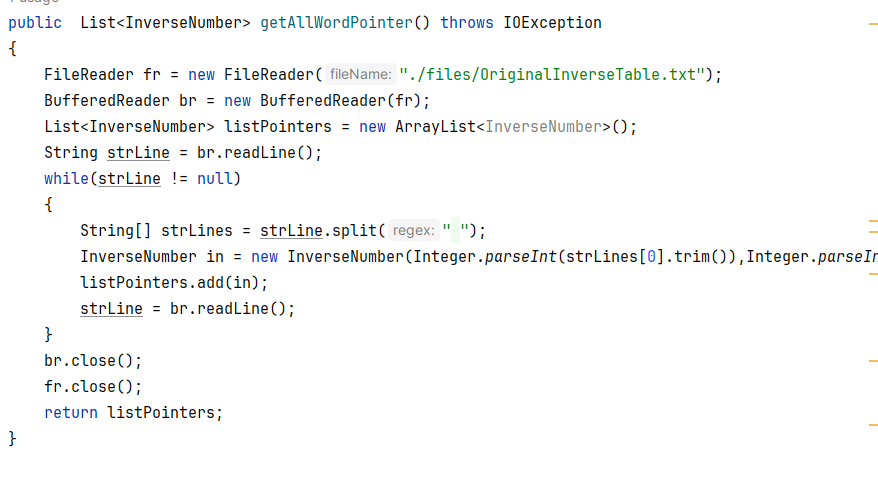 public  List<InverseNumber> getAllWordPointer() throws IOException
{
    FileReader fr = new FileReader( fileName: "./files/OriginalInverseTable.txt");
    BufferedReader br = new BufferedReader(fr);
    List<InverseNumber> listPointers = new ArrayList<InverseNumber>();
    String strLine = br.readLine();
    while(strLine != null)
    {
        String[] strLines = strLine.split( regex: " ");
        InverseNumber in = new InverseNumber(Integer.parseInt(strLines[0].trim()),Integer.parseIn
        listPointers.add(in);
        strLine = br.readLine();
    }
    br.close();
    fr.close();
    return listPointers;
}